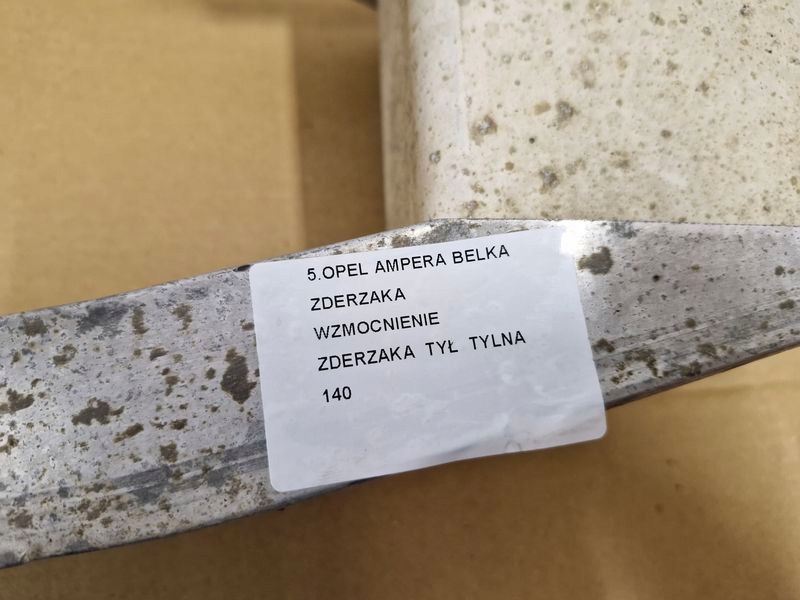 5.OPEL AMPERA BELKA
ZDERZAKA
WZMOCNIENIE
ZDERZAKA TYŁ TYLNA
140